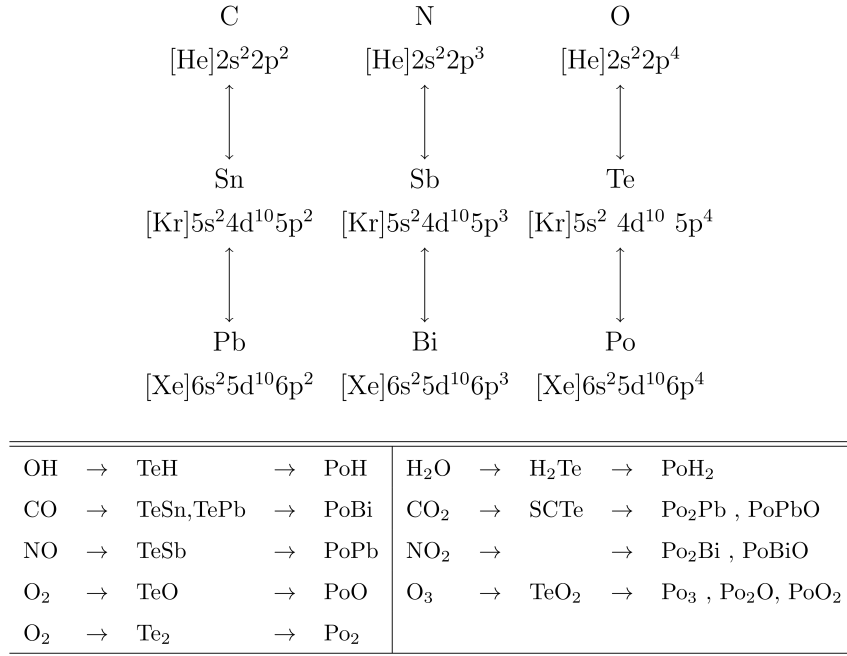 C N O
[He]2s²2p² [He]2s²2p³ [He]2s²2p⁴
Sn Sb Te
[Kr]5s²4d¹⁰5p² [Kr]5s²4d¹⁰5p³ [Kr]5s² 4d¹⁰ 5p⁴
Pb Bi Po
[Xe]6s²5d¹⁰6p² [Xe]6s²5d¹⁰6p³ [Xe]6s²5d¹⁰6p⁴
OH → TeH → PoH H₂O → H₂Te → PoH₂
CO → TeSn,TePb → PoBi CO₂ → SCTe → Po₂Pb , PoPbO
NO → TeSb → PoPb NO₂ → → Po₂Bi , PoBiO
O₂ → TeO → PoO O₃ → TeO₂ → Po₃ , Po₂O, PoO₂
O₂ → Te₂ → Po₂